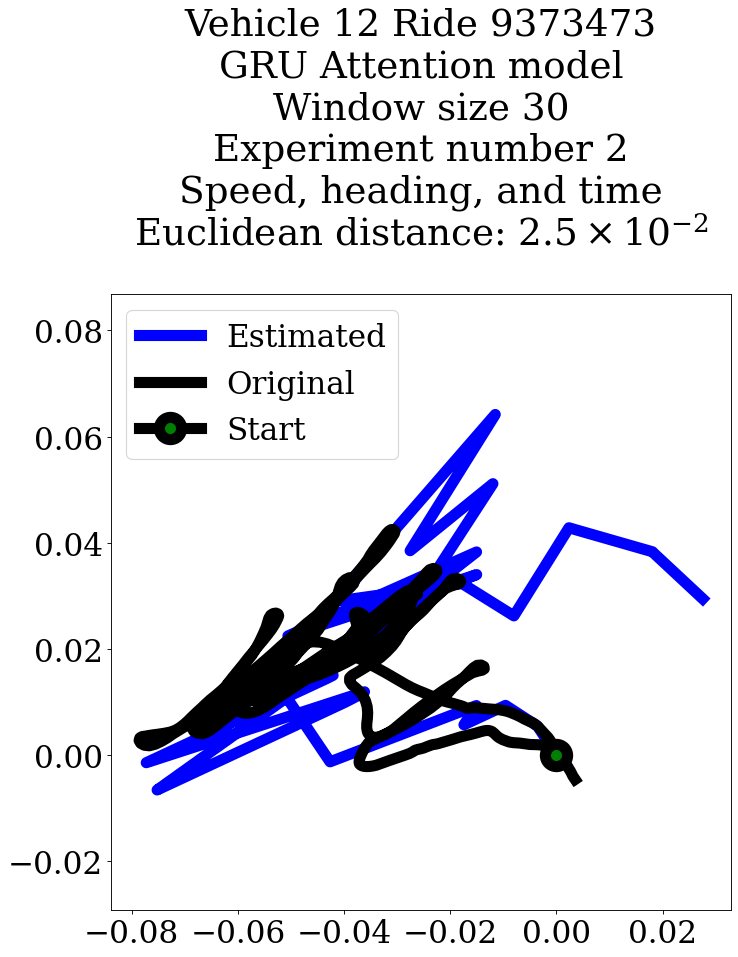 Vehicle 12 Ride 9373473
GRU Attention model
Window size 30
Experiment number 2
Speed, heading, and time
Euclidean distance: 2.5 × 10⁻²
Estimated
Original
Start
0.08
0.06
0.04
0.02
0.00
−0.02
−0.08 −0.06 −0.04 −0.02 0.00 0.02